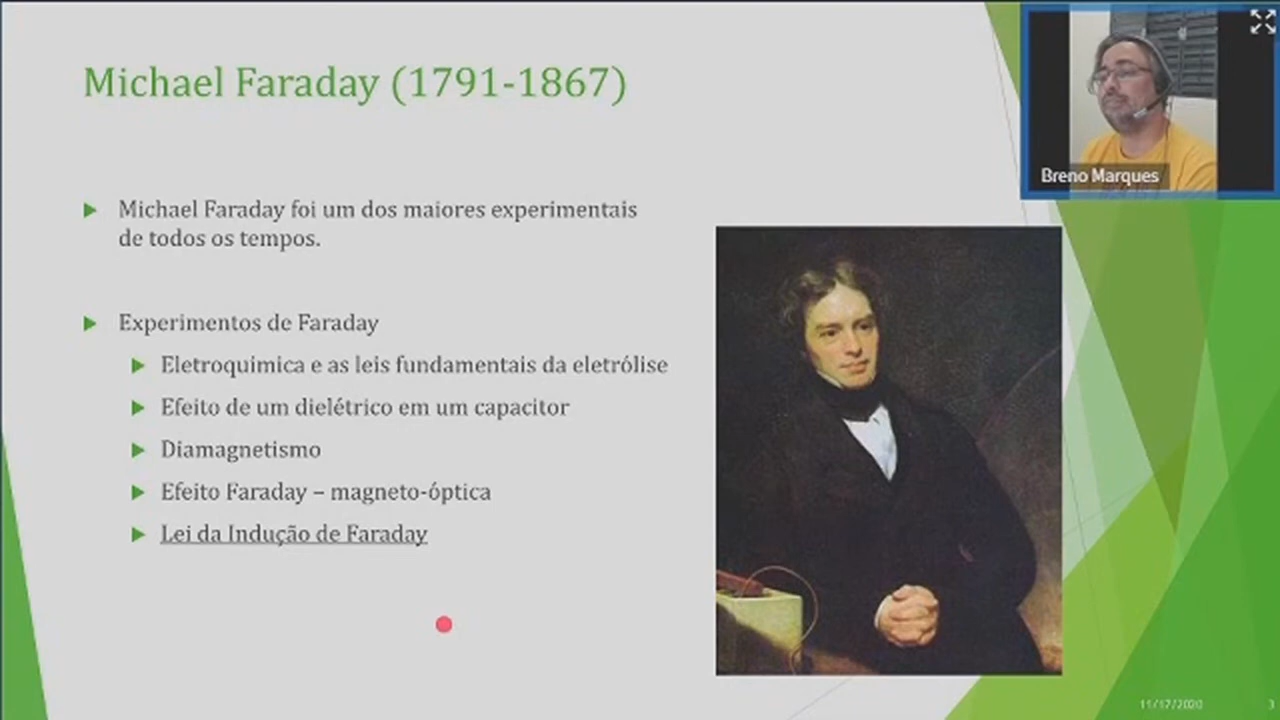 Michael Faraday (1791-1867)
Breno Marques
Michael Faraday foi um dos maiores experimentais
de todos os tempos.
Experimentos de Faraday
Eletroquimica e as leis fundamentais da eletrólise
Efeito de um dielétrico em um capacitor
Diamagnetismo
Efeito Faraday – magneto-óptica
Lei da Indução de Faraday
11/17/2020
3